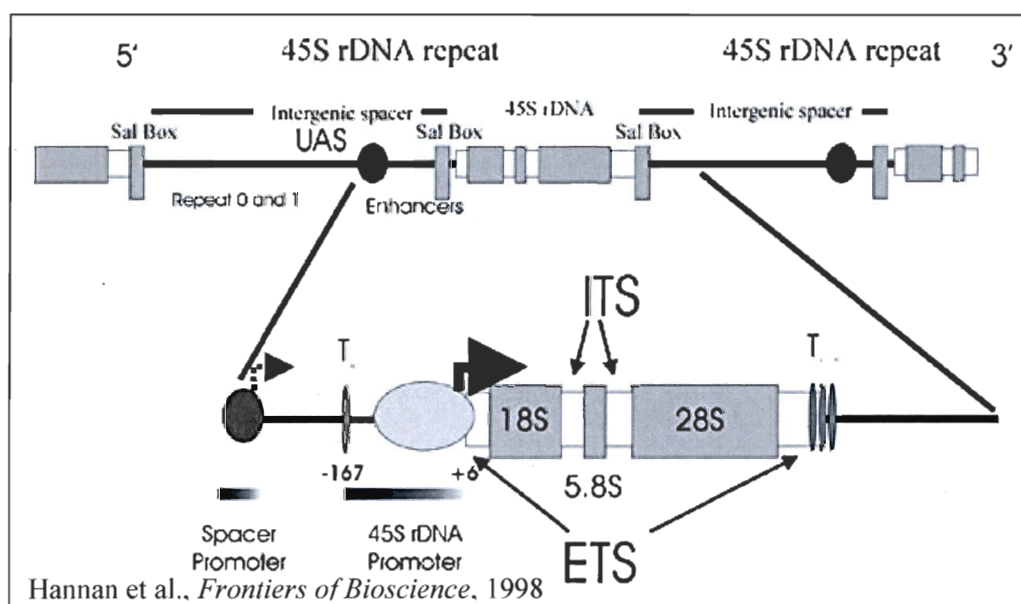 5' 45S rDNA repeat 45S rDNA repeat 3'
Intergenic spacer 45S rDNA Intergenic spacer
Sal Box UAS Sal Box Sal Box
Repeat 0 and 1 Enhancers
ITS
T T
18S 28S
-167 +6 5.8S
Spacer Promoter
45S rDNA Promoter
ETS
Hannan et al., Frontiers of Bioscience, 1998